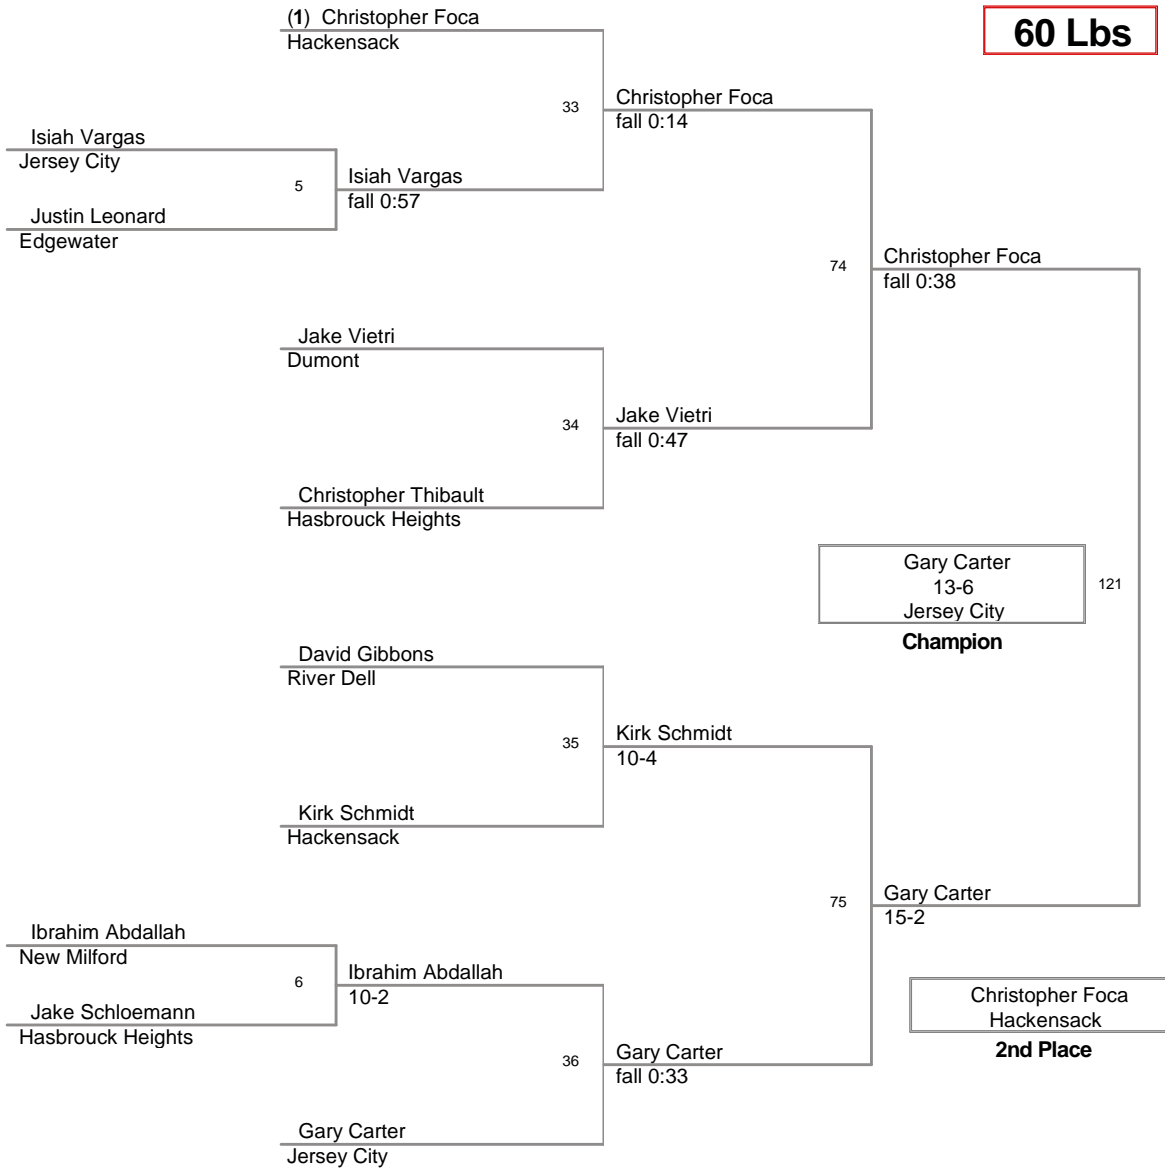 (1) Christopher Foca
Hackensack
60 Lbs
33
Christopher Foca
fall 0:14
Isiah Vargas
Jersey City
5
Isiah Vargas
fall 0:57
Justin Leonard
Edgewater
74
Christopher Foca
fall 0:38
Jake Vietri
Dumont
34
Jake Vietri
fall 0:47
Christopher Thibault
Hasbrouck Heights
Gary Carter
13-6
Jersey City
121
Champion
David Gibbons
River Dell
35
Kirk Schmidt
10-4
Kirk Schmidt
Hackensack
75
Gary Carter
15-2
Ibrahim Abdallah
New Milford
6
Ibrahim Abdallah
10-2
Jake Schloemann
Hasbrouck Heights
Christopher Foca
Hackensack
2nd Place
36
Gary Carter
fall 0:33
Gary Carter
Jersey City